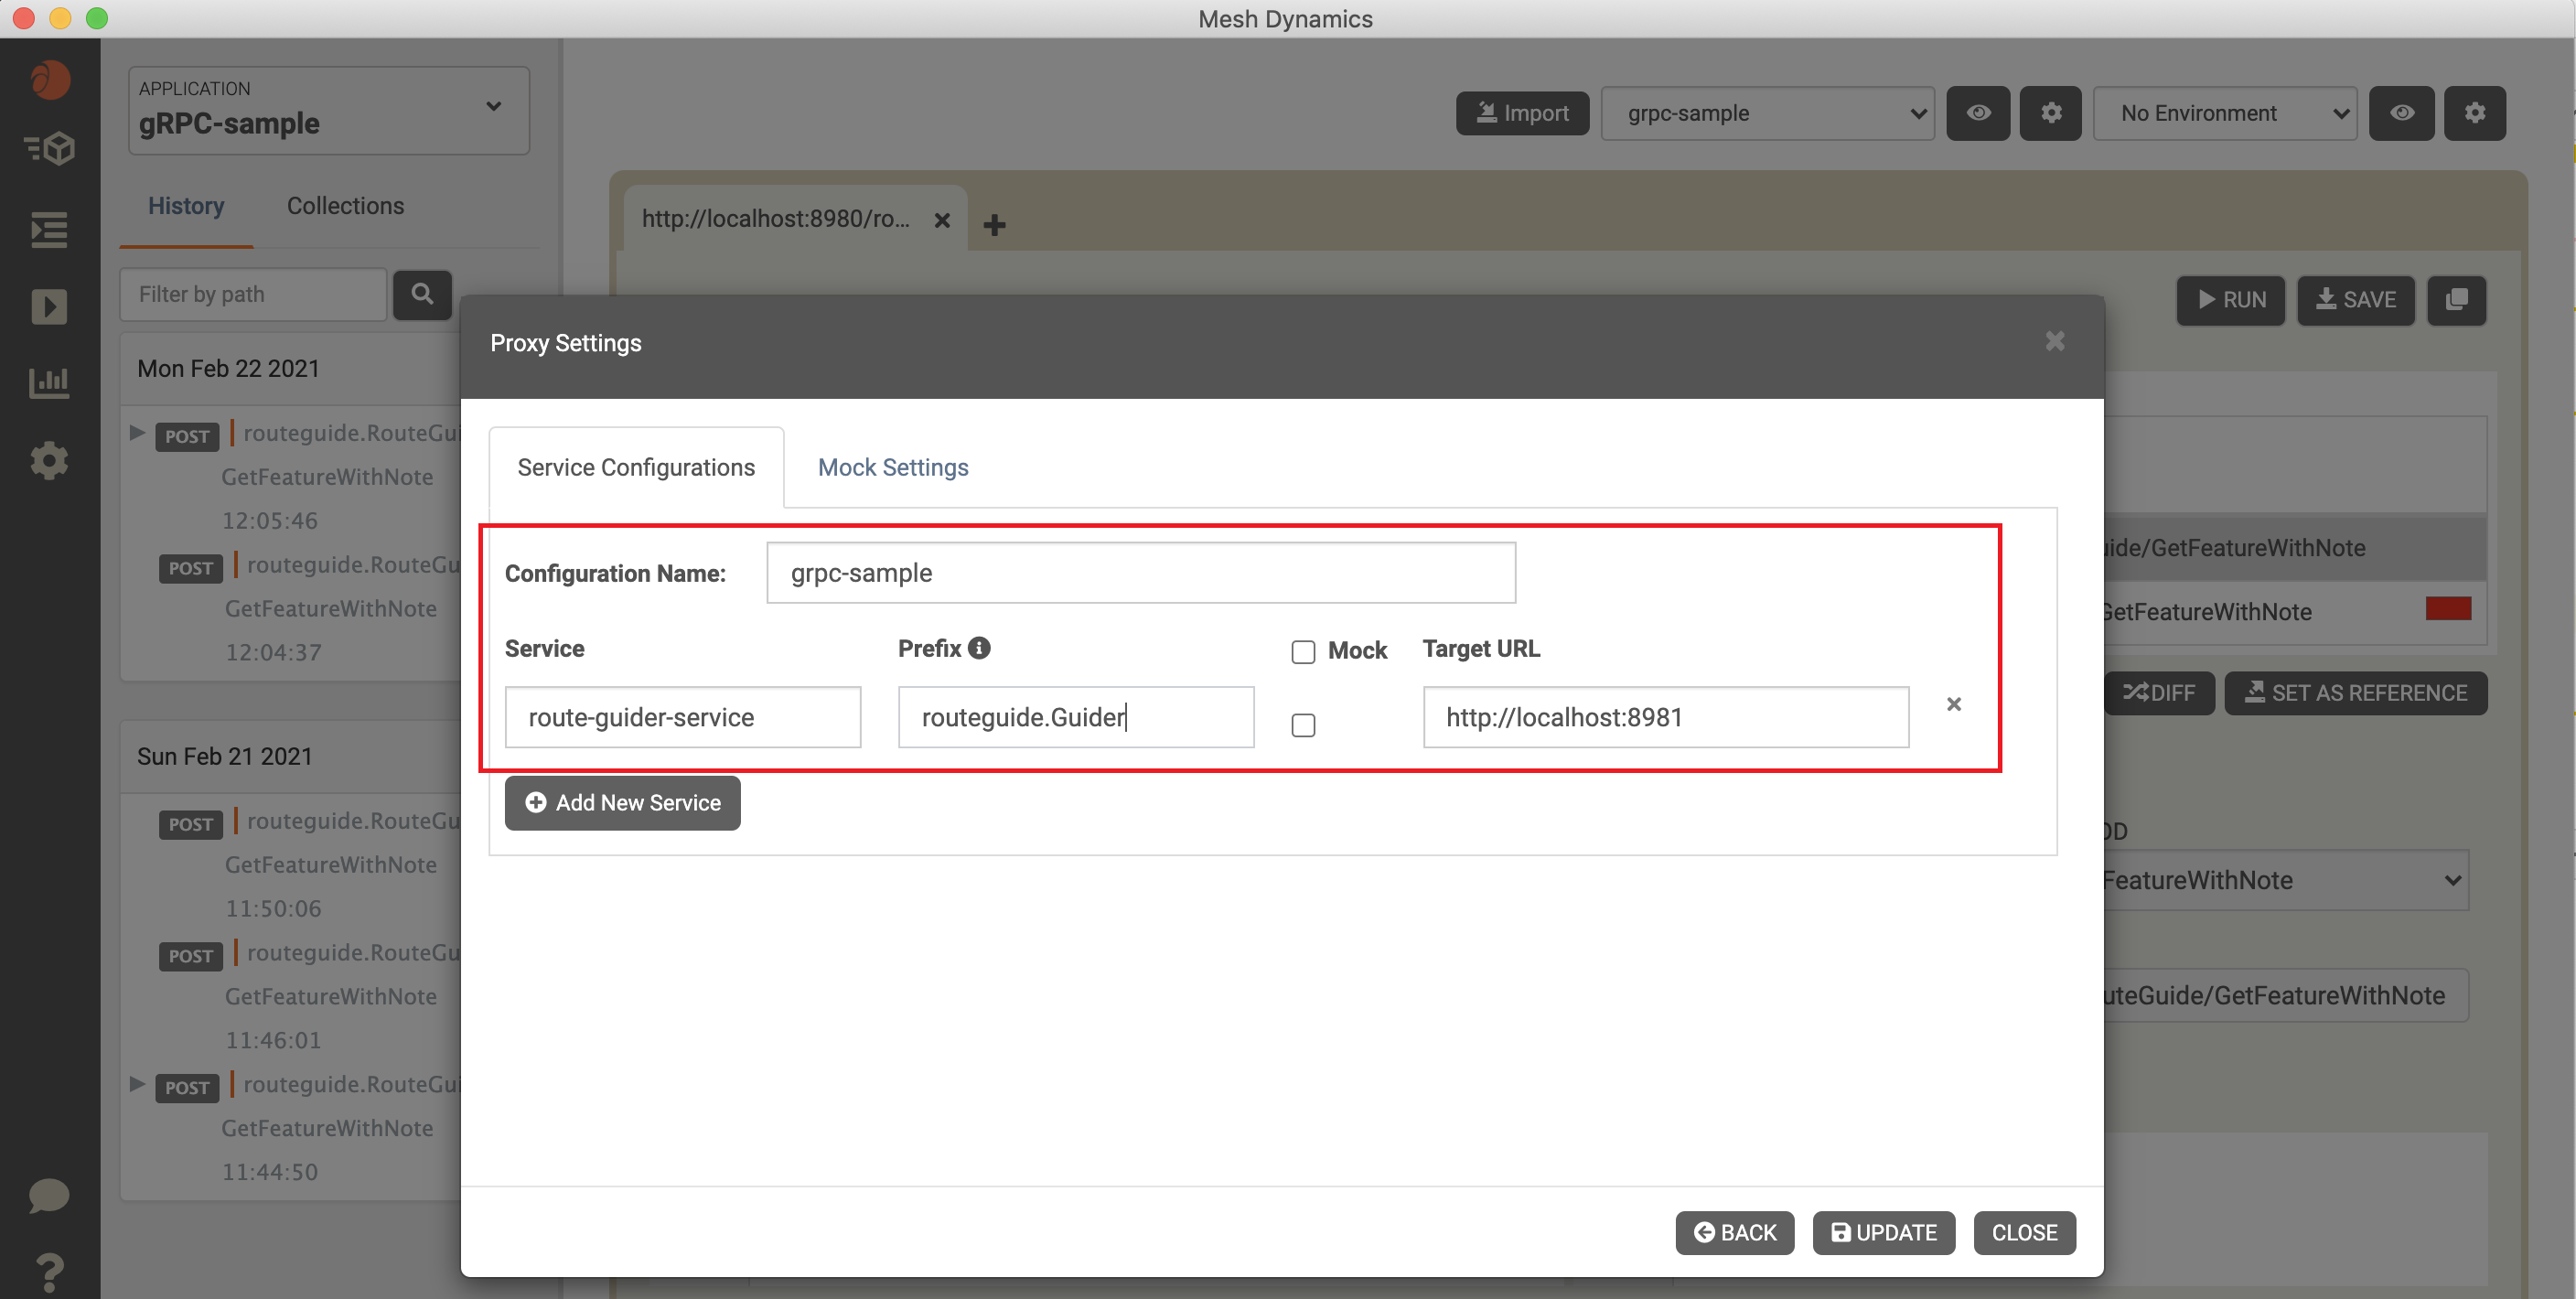 Mesh Dynamics
APPLICATION
gRPC-sample
Import
grpc-sample
No Environment
History
Collections
http://localhost:8980/ro...
Filter by path
RUN
SAVE
Proxy Settings
Mon Feb 22 2021
POST routeguide.RouteGui
GetFeatureWithNote
12:05:46
POST routeguide.RouteGu
GetFeatureWithNote
12:04:37
Sun Feb 21 2021
POST routeguide.RouteGu
GetFeatureWithNote
11:50:06
POST routeguide.RouteGu
GetFeatureWithNote
11:46:01
POST routeguide.RouteGui
GetFeatureWithNote
11:44:50
Service Configurations
Mock Settings
Configuration Name:
grpc-sample
Service
Prefix
Mock
Target URL
route-guider-service
routeguide.Guider
http://localhost:8981
Add New Service
BACK
UPDATE
CLOSE
uide/GetFeatureWithNote
GetFeatureWithNote
DIFF
SET AS REFERENCE
OD
FeatureWithNote
uteGuide/GetFeatureWithNote